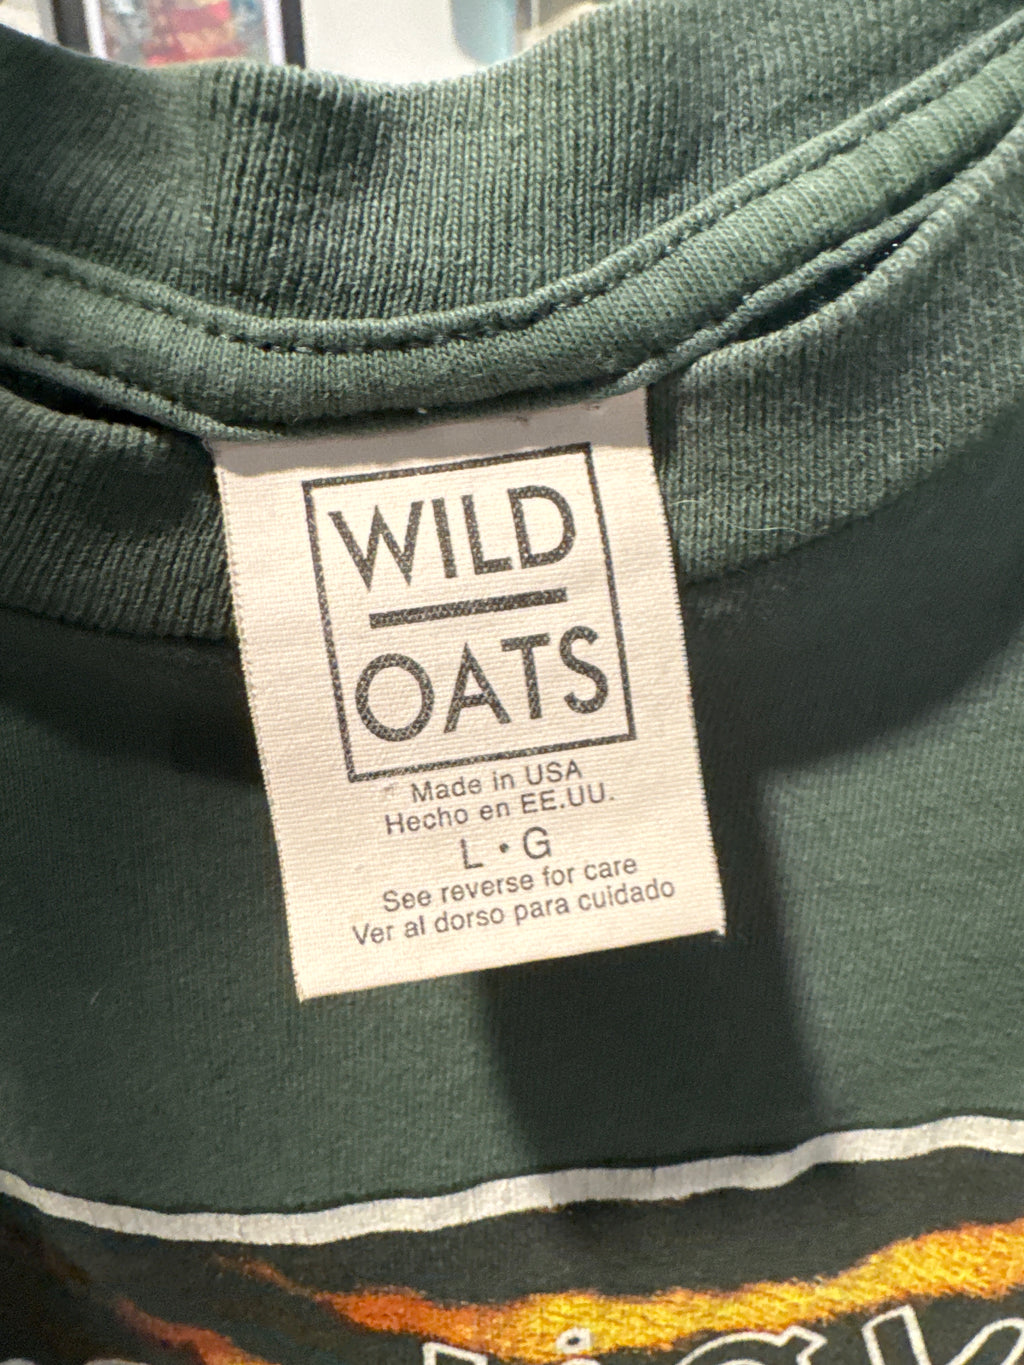 WILD
OATS
Made in USA
Hecho en EE.UU.
L • G
See reverse for care
Ver al dorso para cuidado